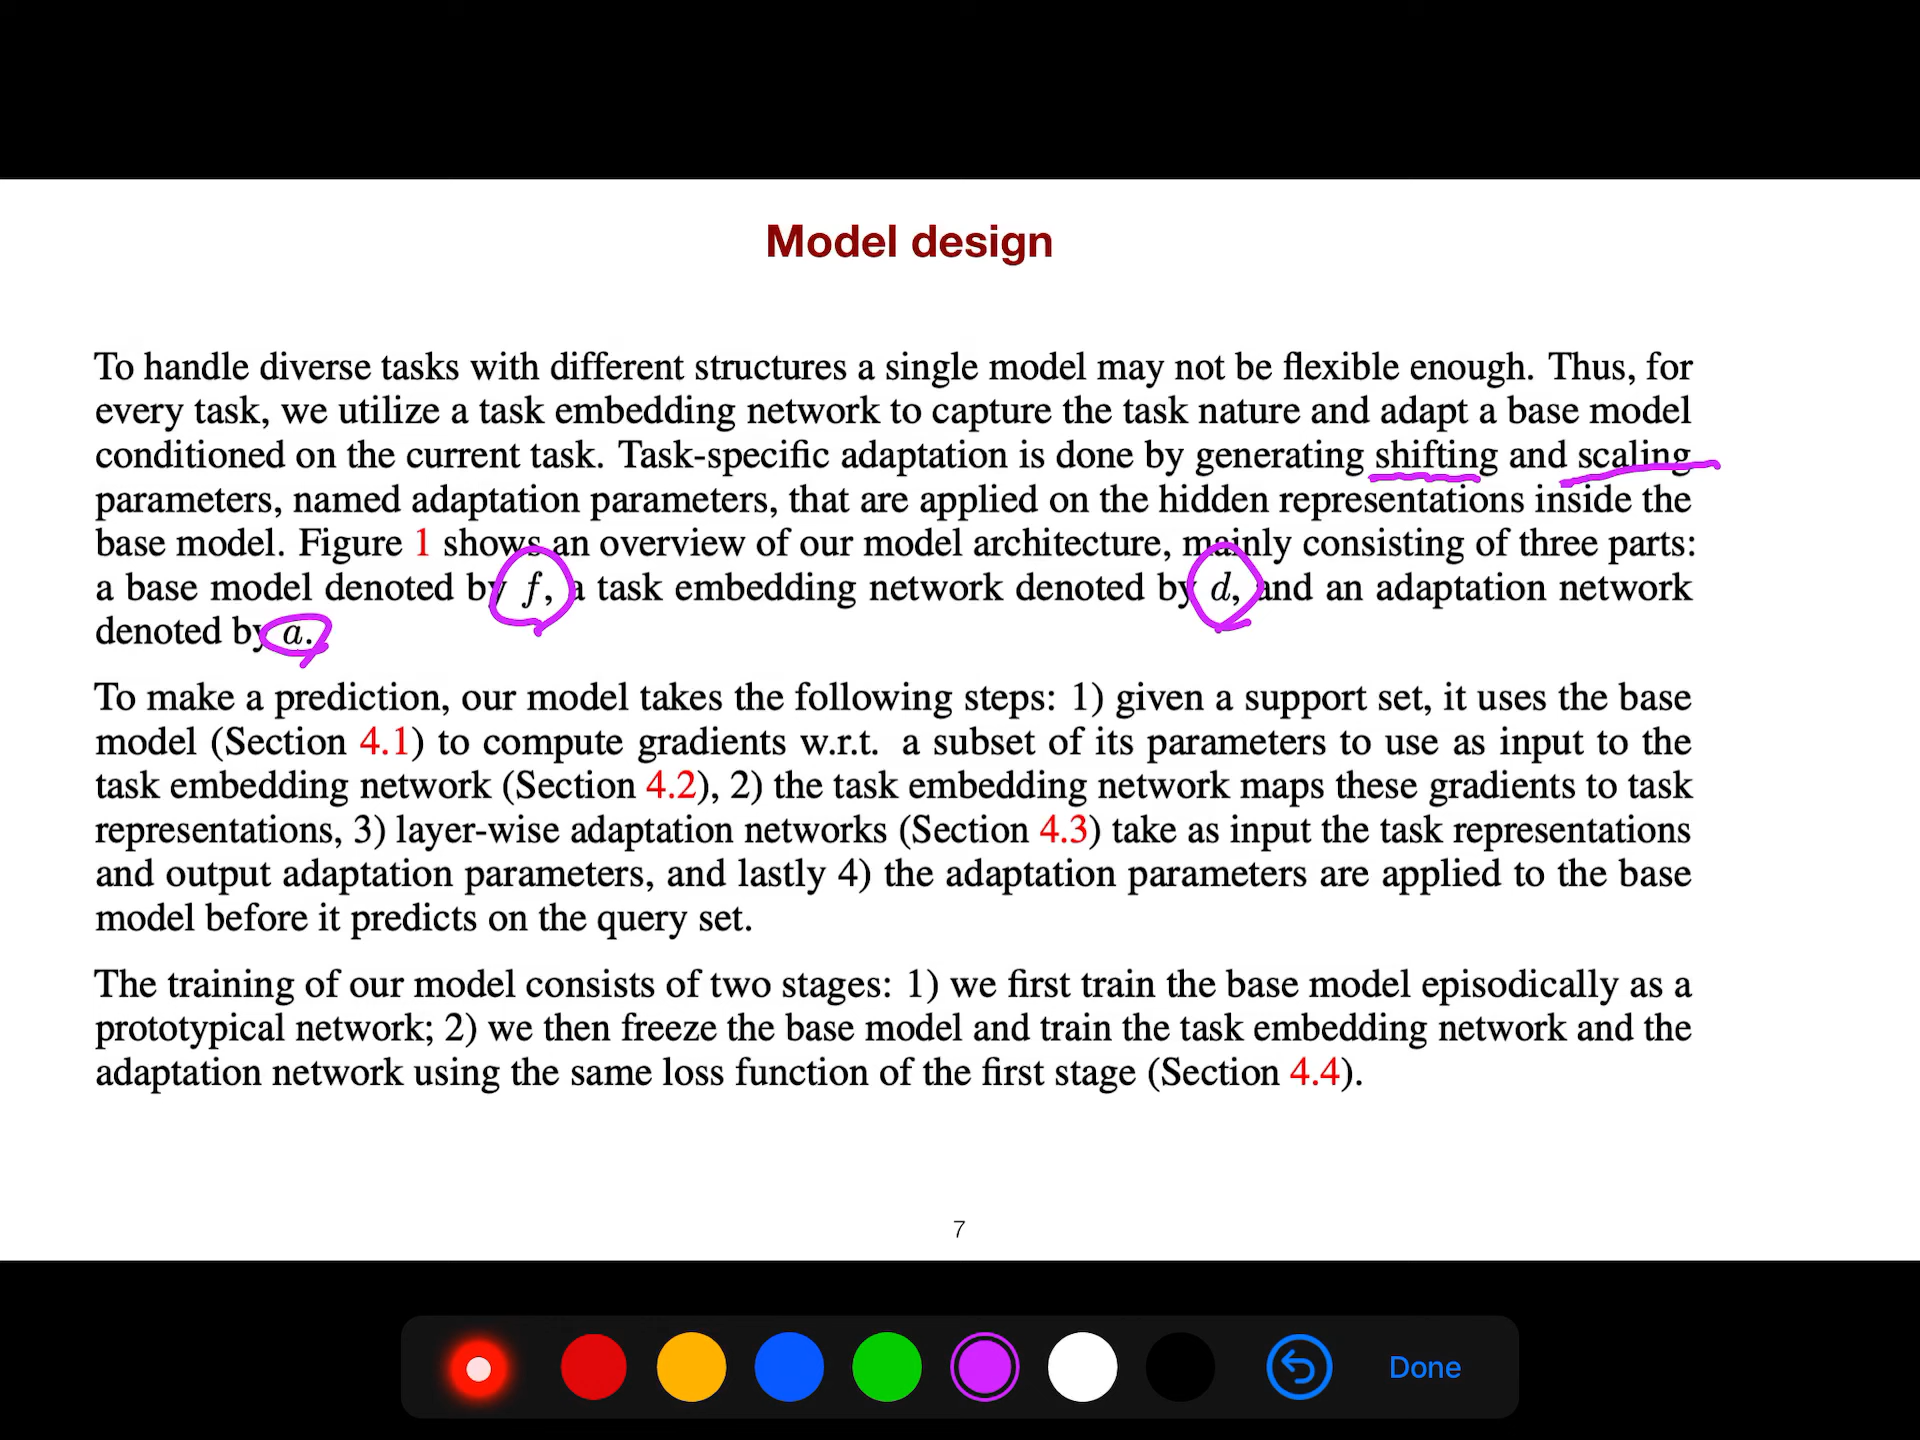 Model design
To handle diverse tasks with different structures a single model may not be flexible enough. Thus, for
every task, we utilize a task embedding network to capture the task nature and adapt a base model
conditioned on the current task. Task-specific adaptation is done by generating shifting and scaling
parameters, named adaptation parameters, that are applied on the hidden representations inside the
base model. Figure 1 shows an overview of our model architecture, mainly consisting of three parts:
a base model denoted by f, a task embedding network denoted by d, and an adaptation network
denoted by a.
To make a prediction, our model takes the following steps: 1) given a support set, it uses the base
model (Section 4.1) to compute gradients w.r.t. a subset of its parameters to use as input to the
task embedding network (Section 4.2), 2) the task embedding network maps these gradients to task
representations, 3) layer-wise adaptation networks (Section 4.3) take as input the task representations
and output adaptation parameters, and lastly 4) the adaptation parameters are applied to the base
model before it predicts on the query set.
The training of our model consists of two stages: 1) we first train the base model episodically as a
prototypical network; 2) we then freeze the base model and train the task embedding network and the
adaptation network using the same loss function of the first stage (Section 4.4).
7
Done